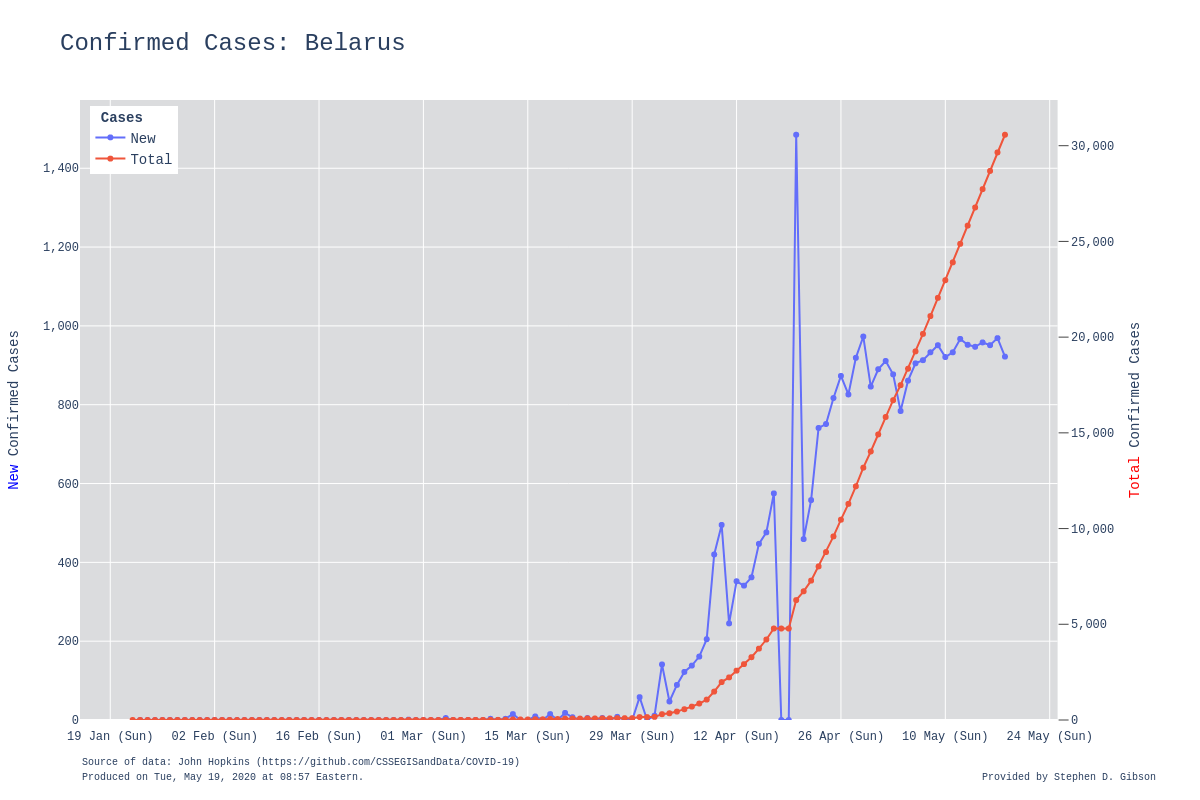 Confirmed Cases: Belarus
Cases
New
Total
1,400
1,200
1,000
800
600
400
200
0
New Confirmed Cases
30,000
25,000
20,000
15,000
10,000
5,000
0
Total Confirmed Cases
19 Jan (Sun) 02 Feb (Sun) 16 Feb (Sun) 01 Mar (Sun) 15 Mar (Sun) 29 Mar (Sun) 12 Apr (Sun) 26 Apr (Sun) 10 May (Sun) 24 May (Sun)
Source of data: John Hopkins (https://github.com/CSSEGISandData/COVID-19)
Produced on Tue, May 19, 2020 at 08:57 Eastern.
Provided by Stephen D. Gibson